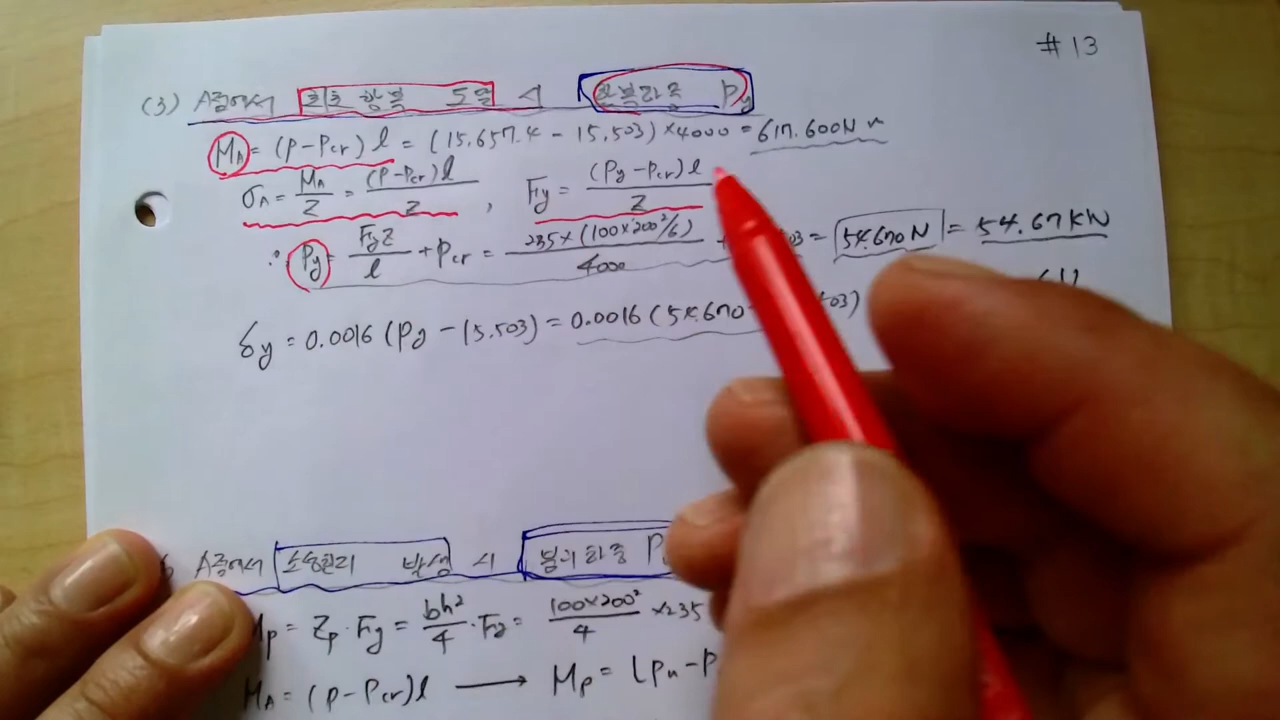 # 13
(3) A점에서 최초 항복 도달 시 항복하중 Py
MA = (P-Pcr)l = (15.657.4 - 15.503)×4000 = 617.600N
σA = MA/Z = (P-Pcr)l/Z , Fy = (Py-Pcr)l/Z
∴ Py = FyZ/l + Pcr = 235×(100×200²/6)/4000 + 03 = 54670N = 54.67KN
δy = 0.0016 (Py - 15.503) = 0.0016 (54.670 503)
A점에서 소성힌지 발생 시 붕괴하중 P
Mp = Zp·Fy = bh²/4 ·Fy = 100×200²/4 ×235
MA = (P-Pcr)l → Mp = (Pu-P